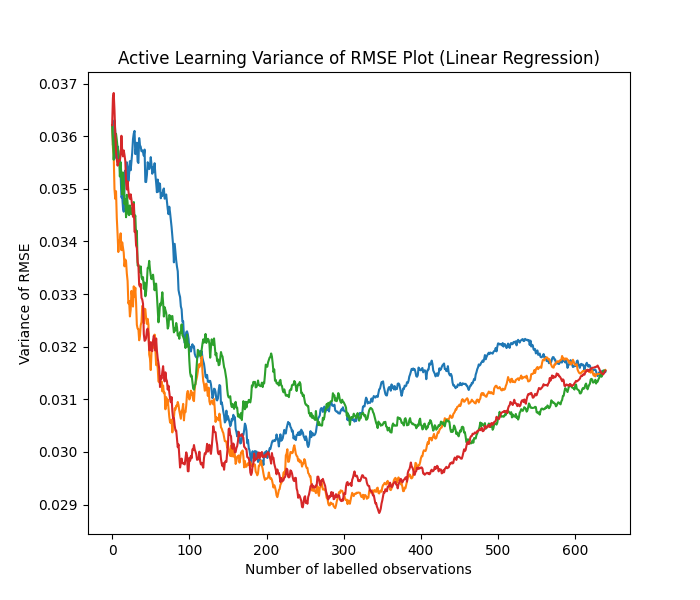 Active Learning Variance of RMSE Plot (Linear Regression)
0.037
0.036
0.035
0.034
0.033
0.032
0.031
0.030
0.029
Variance of RMSE
0 100 200 300 400 500 600
Number of labelled observations